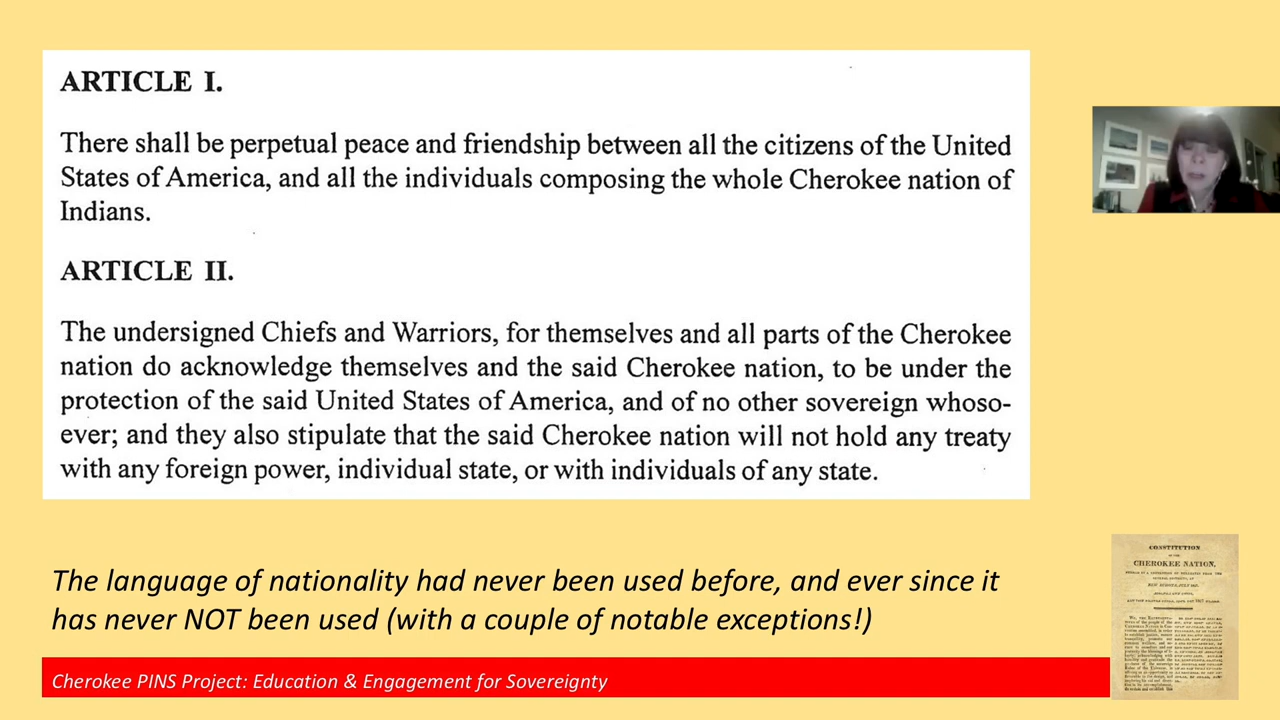 ARTICLE I.
There shall be perpetual peace and friendship between all the citizens of the United
States of America, and all the individuals composing the whole Cherokee nation of
Indians.
ARTICLE II.
The undersigned Chiefs and Warriors, for themselves and all parts of the Cherokee
nation do acknowledge themselves and the said Cherokee nation, to be under the
protection of the said United States of America, and of no other sovereign whoso-
ever; and they also stipulate that the said Cherokee nation will not hold any treaty
with any foreign power, individual state, or with individuals of any state.
The language of nationality had never been used before, and ever since it
has never NOT been used (with a couple of notable exceptions!)
Cherokee PINS Project: Education & Engagement for Sovereignty
CONSTITUTION
OF THE
CHEROKEE NATION,